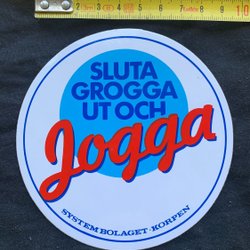 SLUTA
GROGGA
UT OCH
Jogga
SYSTEMBOLAGET · KORPEN